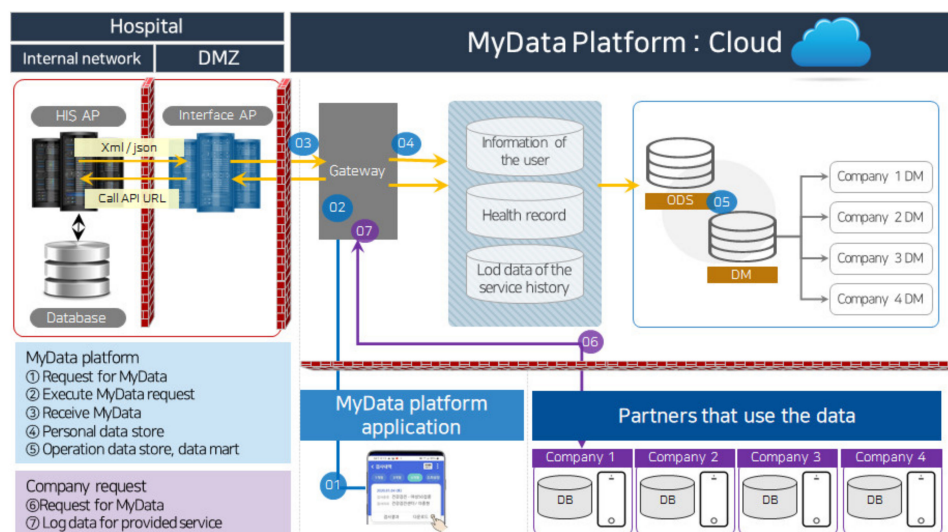 Hospital
Internal network
DMZ
MyData Platform : Cloud
HIS AP
Interface AP
Xml / json
Call API URL
Database
03
04
Gateway
02
07
Information of
the user
Health record
Lod data of the
service history
ODS
05
DM
Company 1 DM
Company 2 DM
Company 3 DM
Company 4 DM
06
MyData platform
① Request for MyData
② Execute MyData request
③ Receive MyData
④ Personal data store
⑤ Operation data store, data mart
Company request
⑥Request for MyData
⑦ Log data for provided service
MyData platform
application
01
Partners that use the data
Company 1
Company 2
Company 3
Company 4
DB
DB
DB
DB